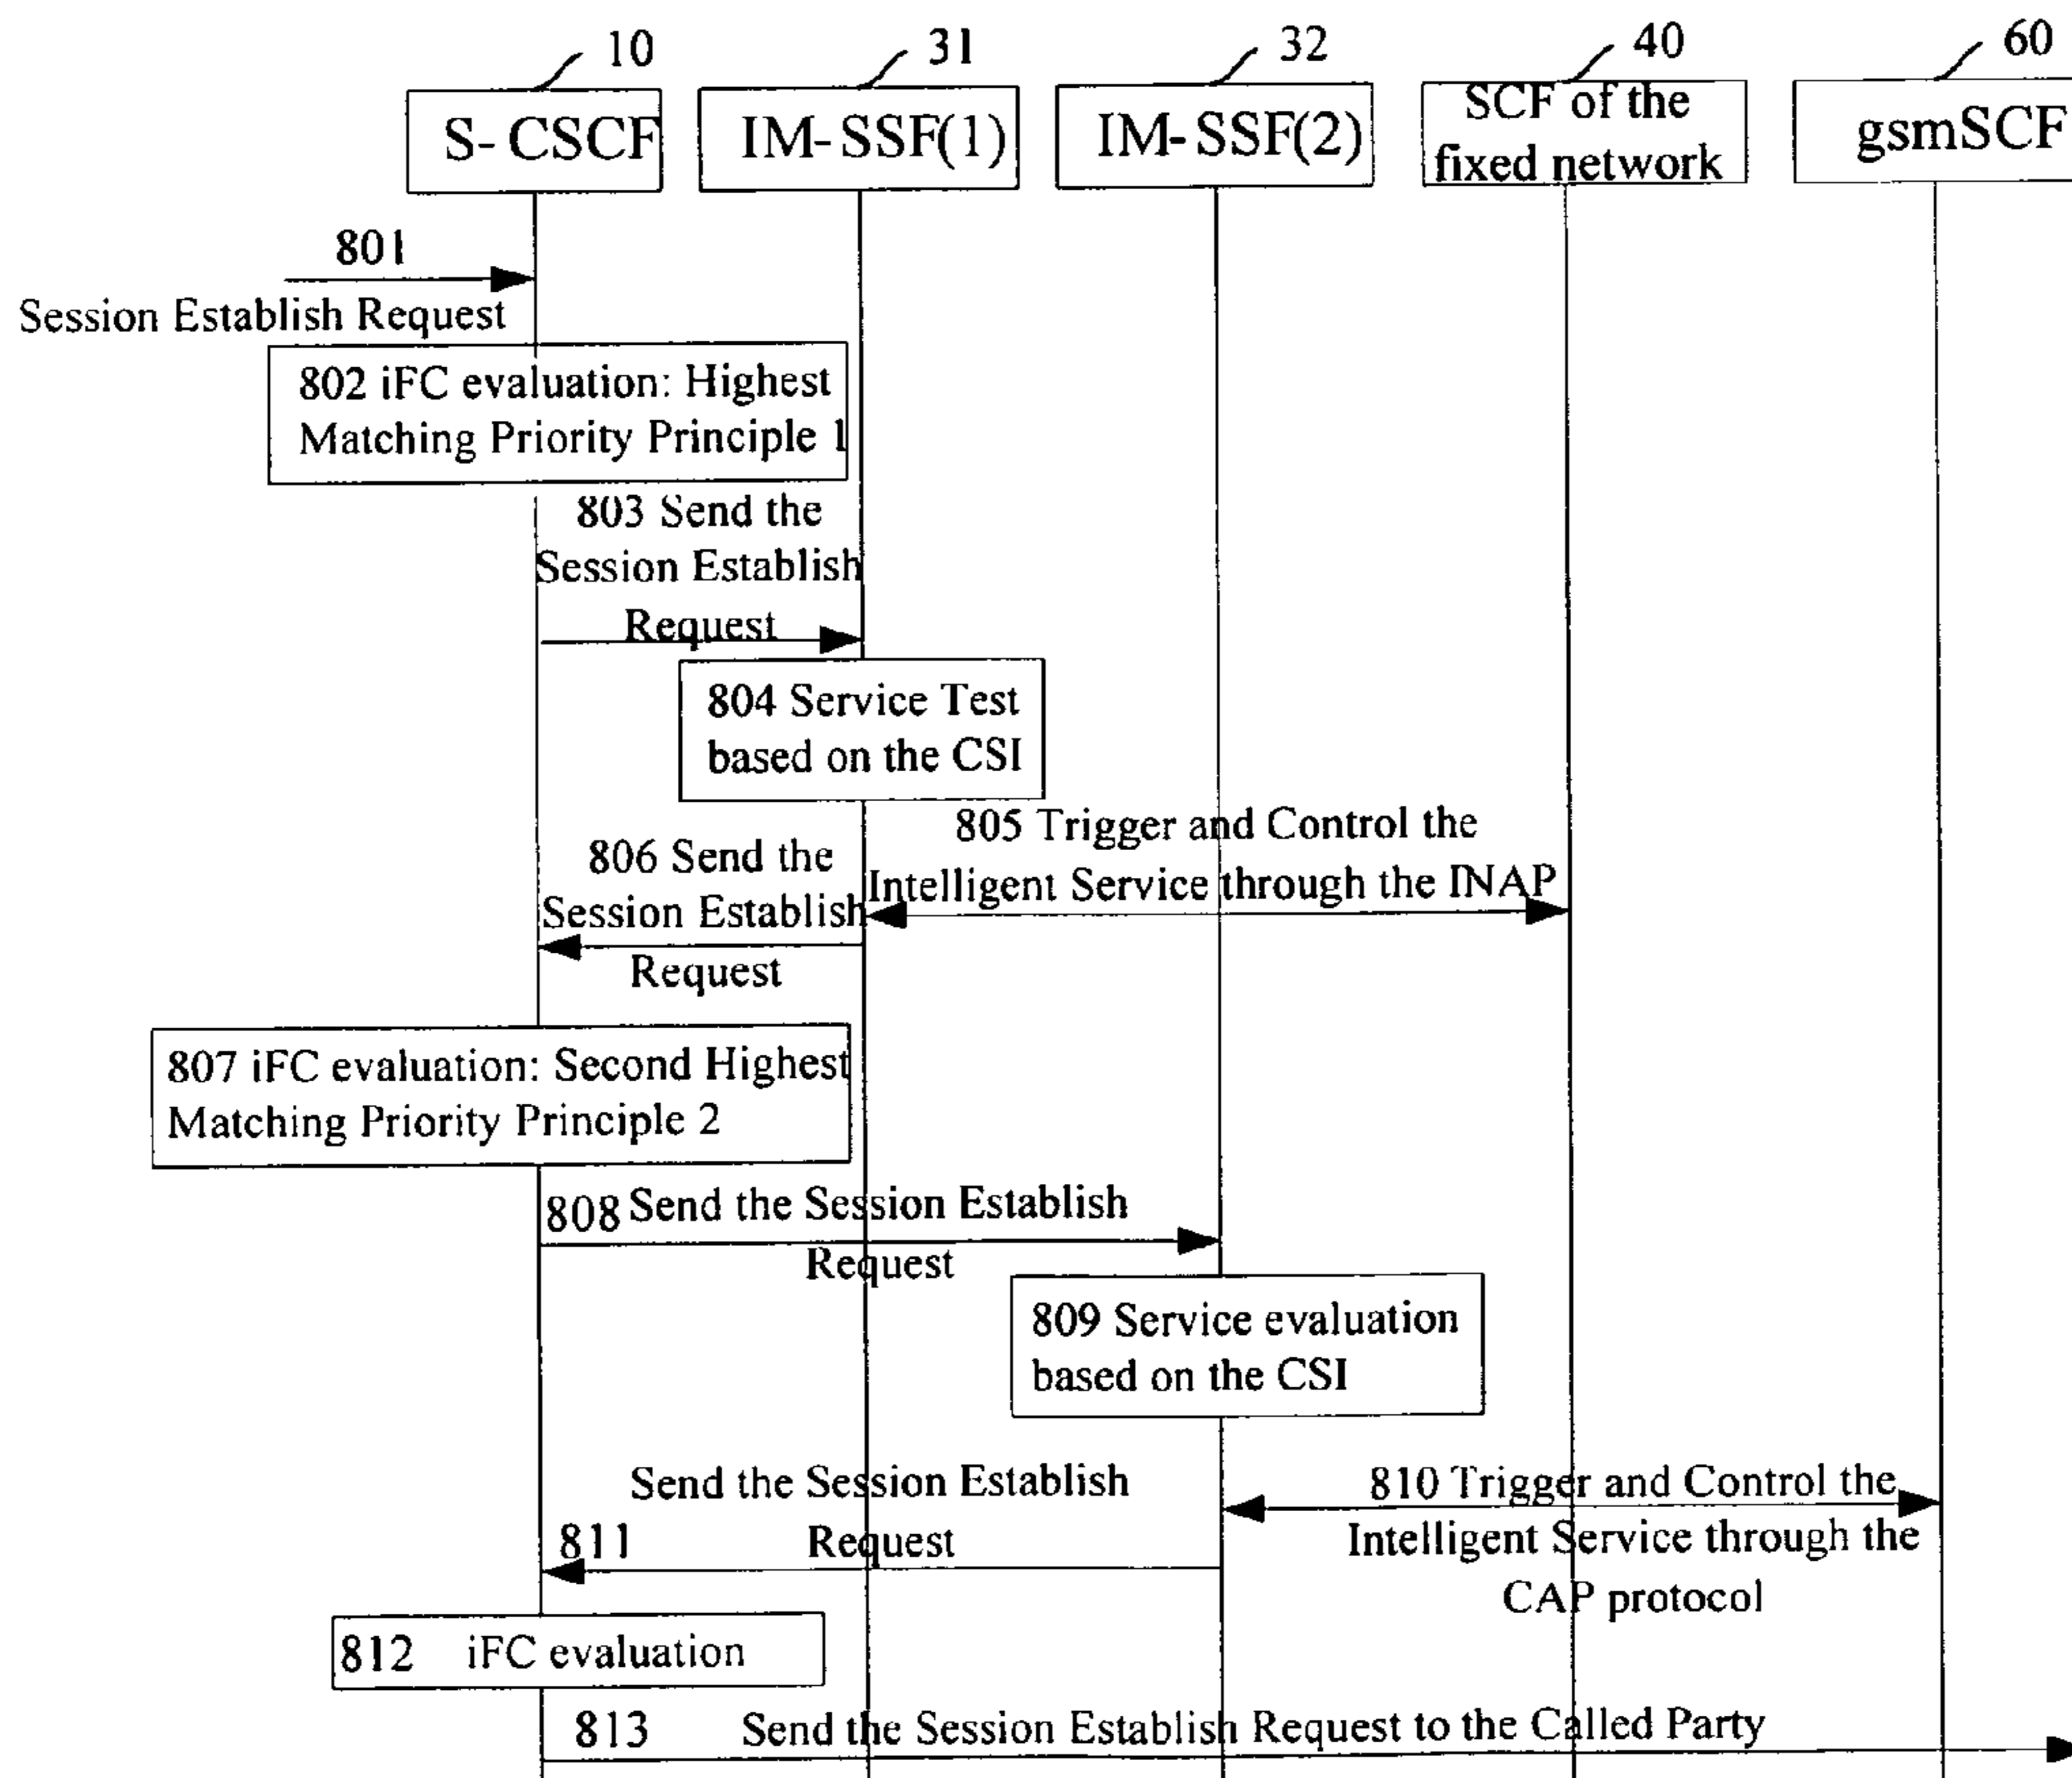 10
31
32
40
60
S-CSCF
IM-SSF(1)
IM-SSF(2)
SCF of the
fixed network
gsmSCF
801
Session Establish Request
802 iFC evaluation: Highest
Matching Priority Principle 1
803 Send the
Session Establish
Request
804 Service Test
based on the CSI
805 Trigger and Control the
Intelligent Service through the INAP
806 Send the
Session Establish
Request
807 iFC evaluation: Second Highest
Matching Priority Principle 2
808 Send the Session Establish
Request
809 Service evaluation
based on the CSI
810 Trigger and Control the
Intelligent Service through the
CAP protocol
Send the Session Establish
811 Request
812 iFC evaluation
813 Send the Session Establish Request to the Called Party